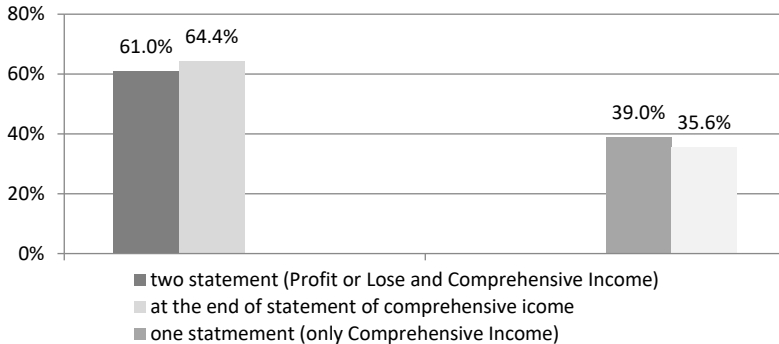 80%
61.0% 64.4%
60%
39.0% 35.6%
40%
20%
0%
two statement (Profit or Lose and Comprehensive Income)
at the end of statement of comprehensive icome
one statmement (only Comprehensive Income)